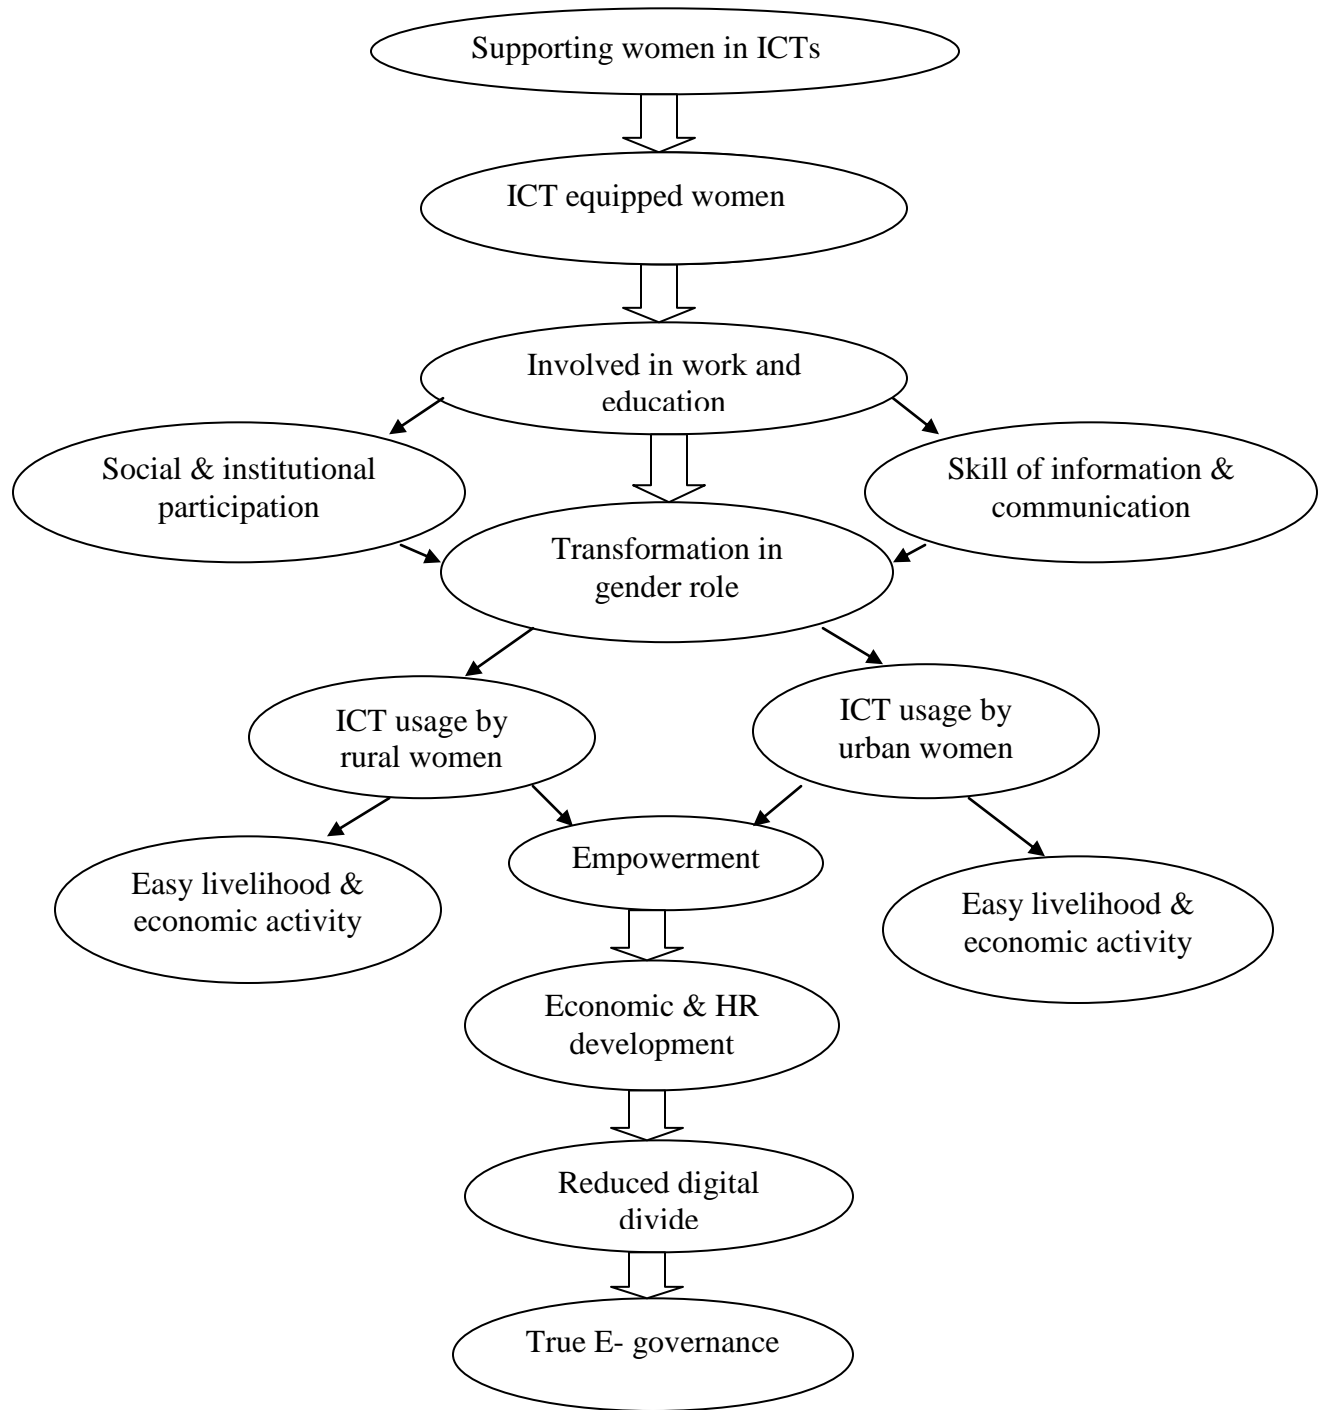 Supporting women in ICTs
ICT equipped women
Involved in work and
education
Social & institutional
participation
Skill of information &
communication
Transformation in
gender role
ICT usage by
rural women
ICT usage by
urban women
Easy livelihood &
economic activity
Empowerment
Easy livelihood &
economic activity
Economic & HR
development
Reduced digital
divide
True E- governance